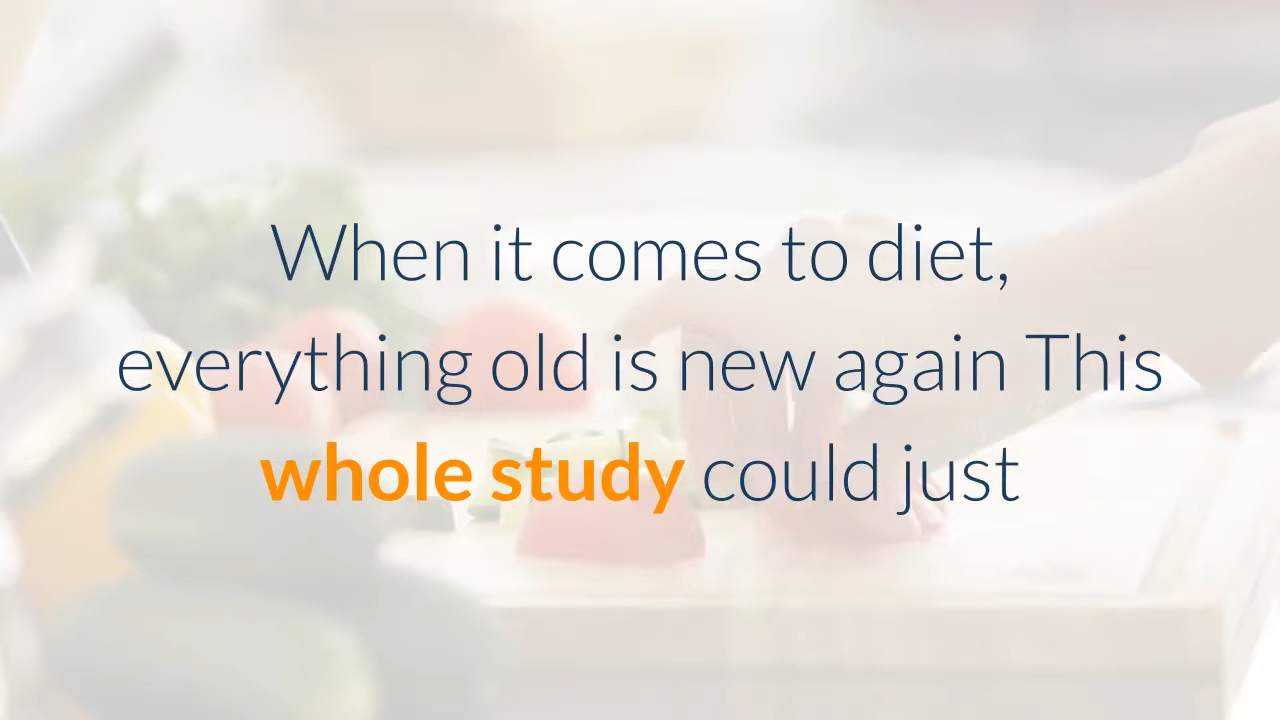 When it comes to diet,
everything old is new again This
whole study could just